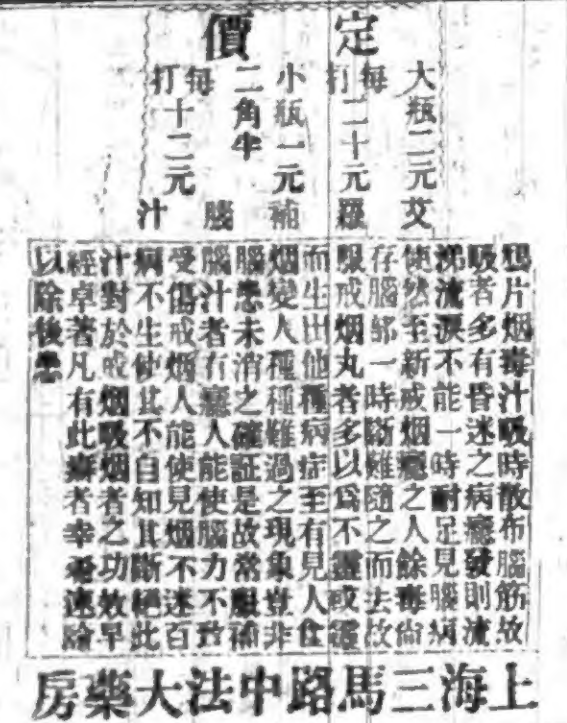 定價
大瓶二元
每打二十元
小瓶一元
二角半
每打十二元
艾羅補腦汁
鴉片烟毒汁吸時散布腦筋故
吸者多有昏迷之病癮發則流
涕流淚不能一時耐足見腦病
使然至新戒烟癮之人餘毒尙
存腦部一時斷難隨之而去故
服戒烟丸者多以爲不靈或靈
而生出他種病症至有見人食
烟變人種種難過之現象豈非
腦患未消之確証是故常服補
腦汁者有癮人能使腦力不致
受傷戒烟人能使見烟不迷百
病不生使其不自知其斷絕此
汁對於戒烟吸烟者之功效早
經卓著凡有此癖者幸希速
以除後患
上海三馬路中法大藥房